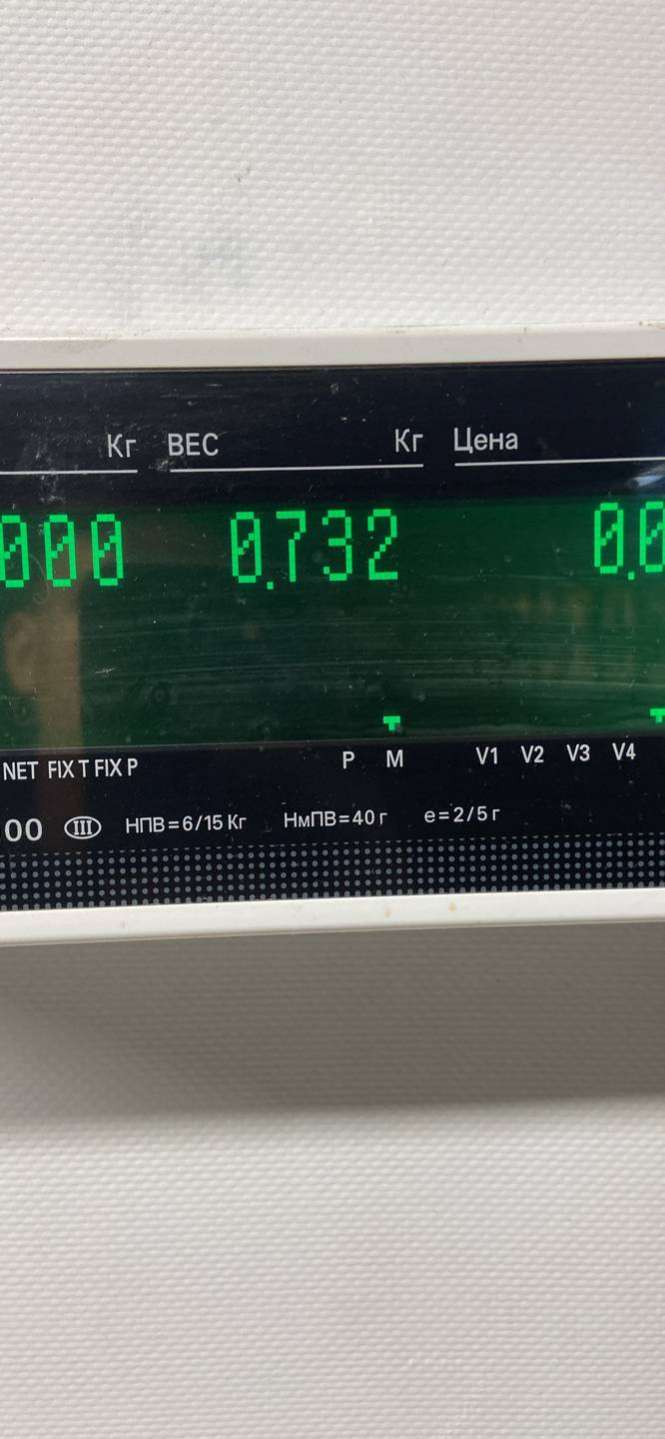 Кг ВЕС Кг Цена
000 0.732 0.0
NET FIX T FIX P P M V1 V2 V3 V4
00 III НПВ=6/15 Кг НмПВ=40 г e=2/5 г